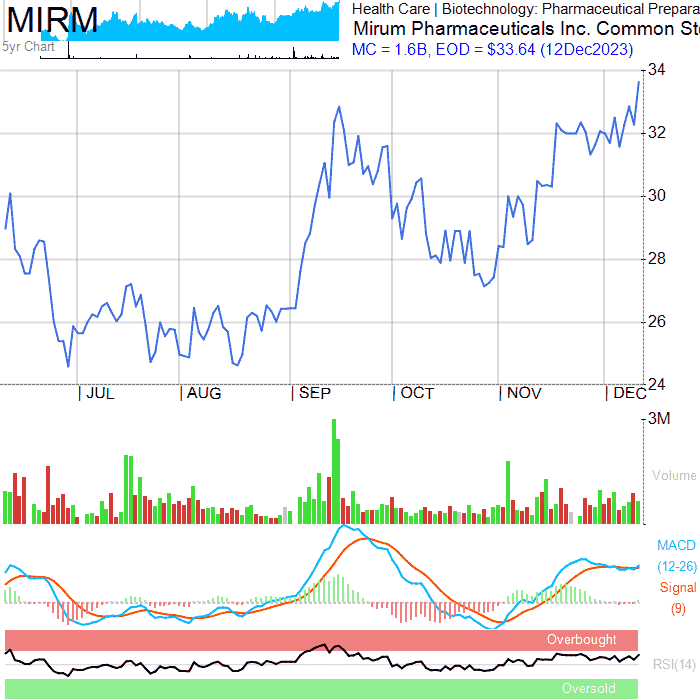 MIRM
5yr Chart
Health Care | Biotechnology: Pharmaceutical Prepara
Mirum Pharmaceuticals Inc. Common Sto
MC = 1.6B, EOD = $33.64 (12Dec2023)
34
32
30
28
26
24
JUL AUG SEP OCT NOV DEC
3M
Volume
MACD
(12-26)
Signal
(9)
Overbought
RSI(14)
Oversold